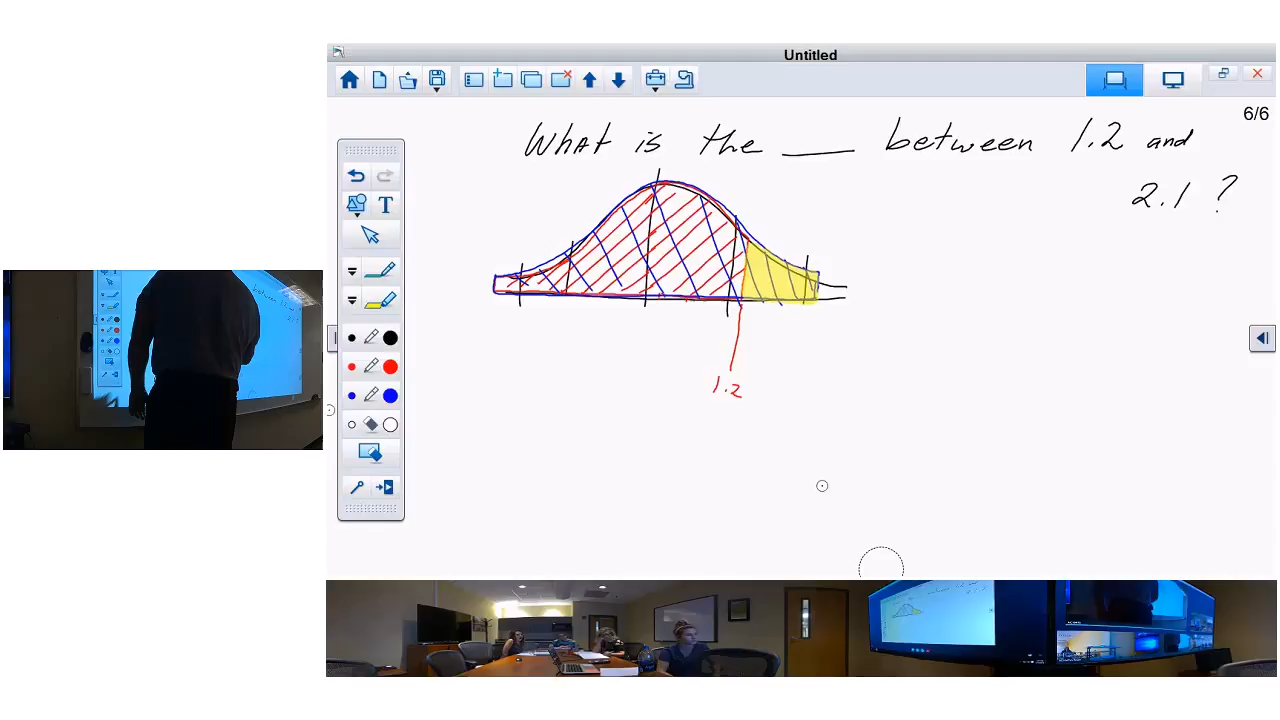 Untitled
6/6
What is the ___ between 1.2 and
2.1 ?
T
1.2